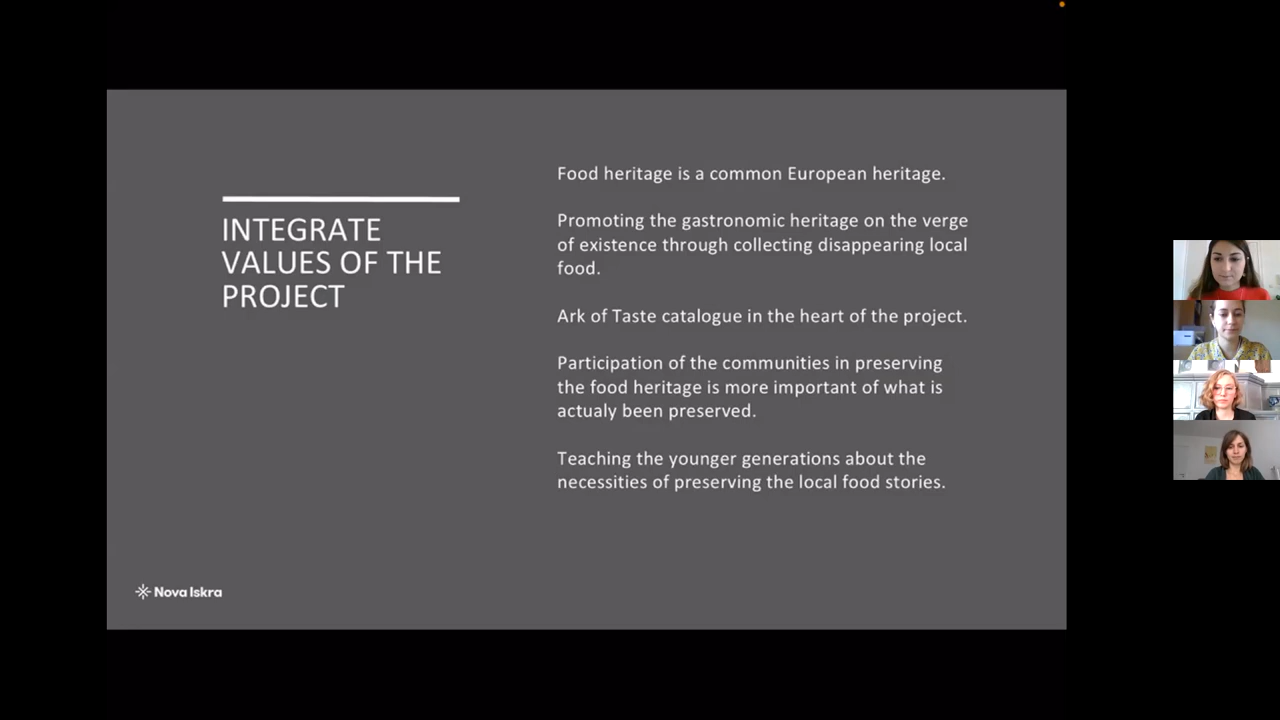 INTEGRATE
VALUES OF THE
PROJECT
Food heritage is a common European heritage.
Promoting the gastronomic heritage on the verge
of existence through collecting disappearing local
food.
Ark of Taste catalogue in the heart of the project.
Participation of the communities in preserving
the food heritage is more important of what is
actualy been preserved.
Teaching the younger generations about the
necessities of preserving the local food stories.
Nova Iskra